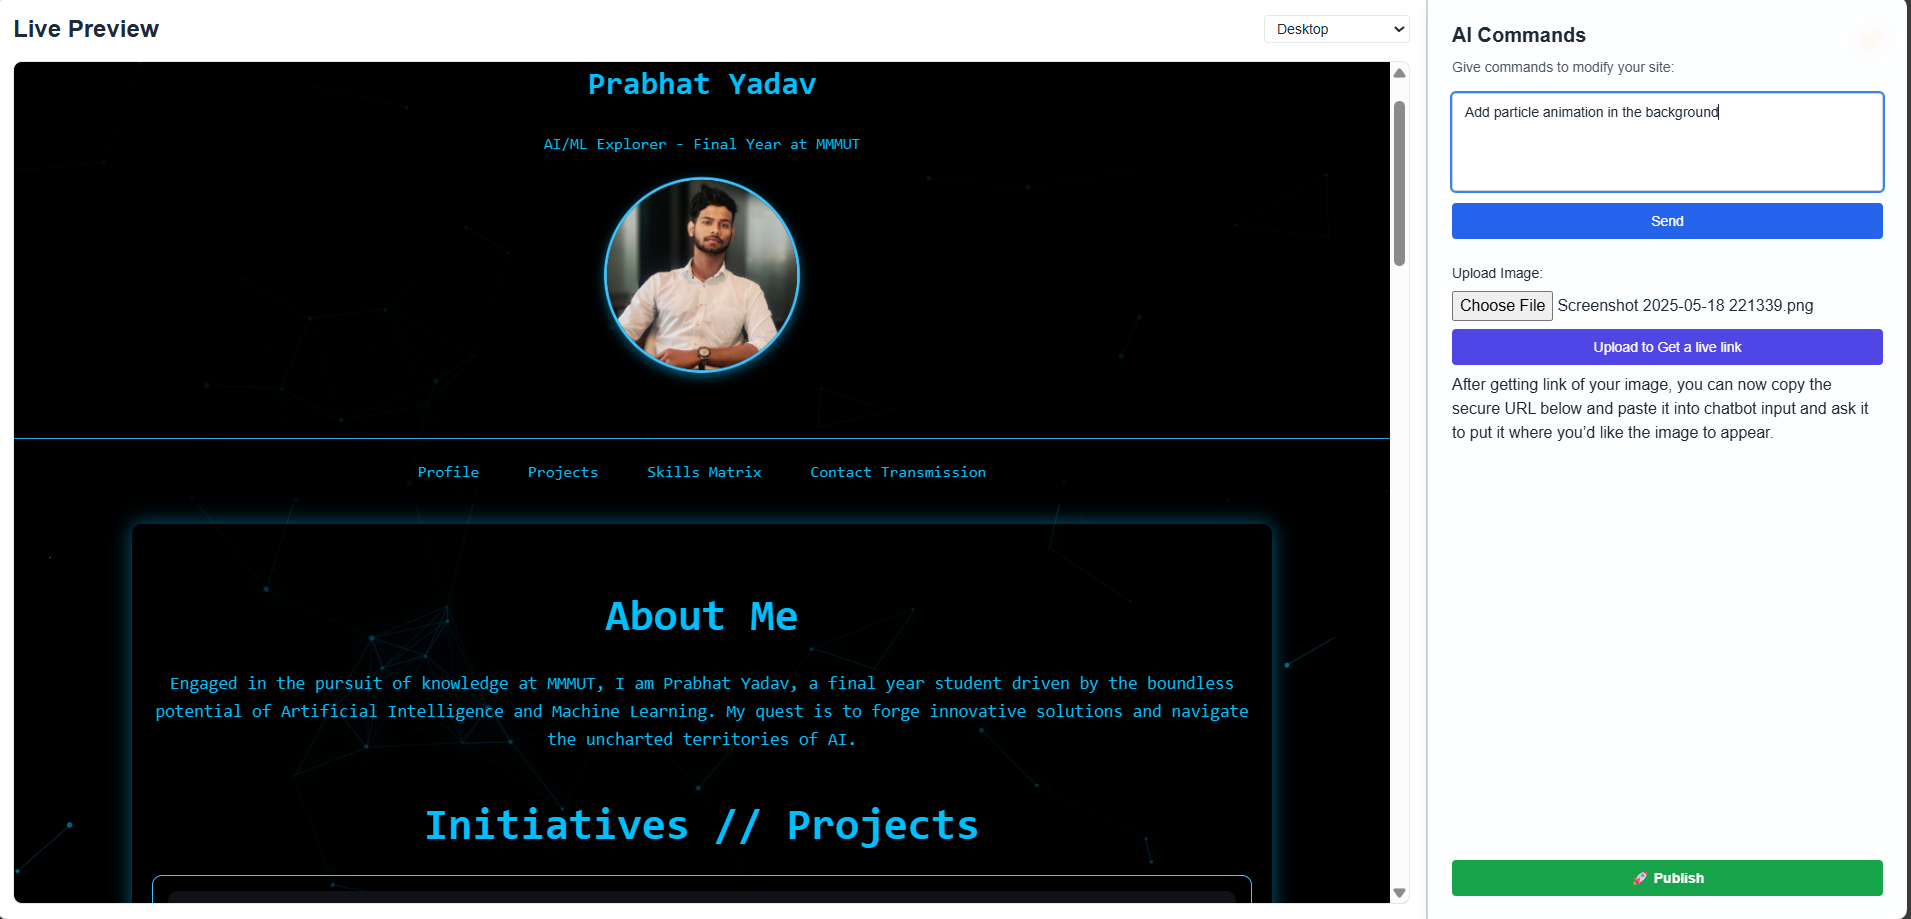 Live Preview
Desktop
Prabhat Yadav
AI/ML Explorer - Final Year at MMMUT
Profile
Projects
Skills Matrix
Contact Transmission
About Me
Engaged in the pursuit of knowledge at MMMUT, I am Prabhat Yadav, a final year student driven by the boundless
potential of Artificial Intelligence and Machine Learning. My quest is to forge innovative solutions and navigate
the uncharted territories of AI.
Initiatives // Projects
AI Commands
Give commands to modify your site:
Add particle animation in the background
Send
Upload Image:
Choose File Screenshot 2025-05-18 221339.png
Upload to Get a live link
After getting link of your image, you can now copy the
secure URL below and paste it into chatbot input and ask it
to put it where you’d like the image to appear.
🚀 Publish